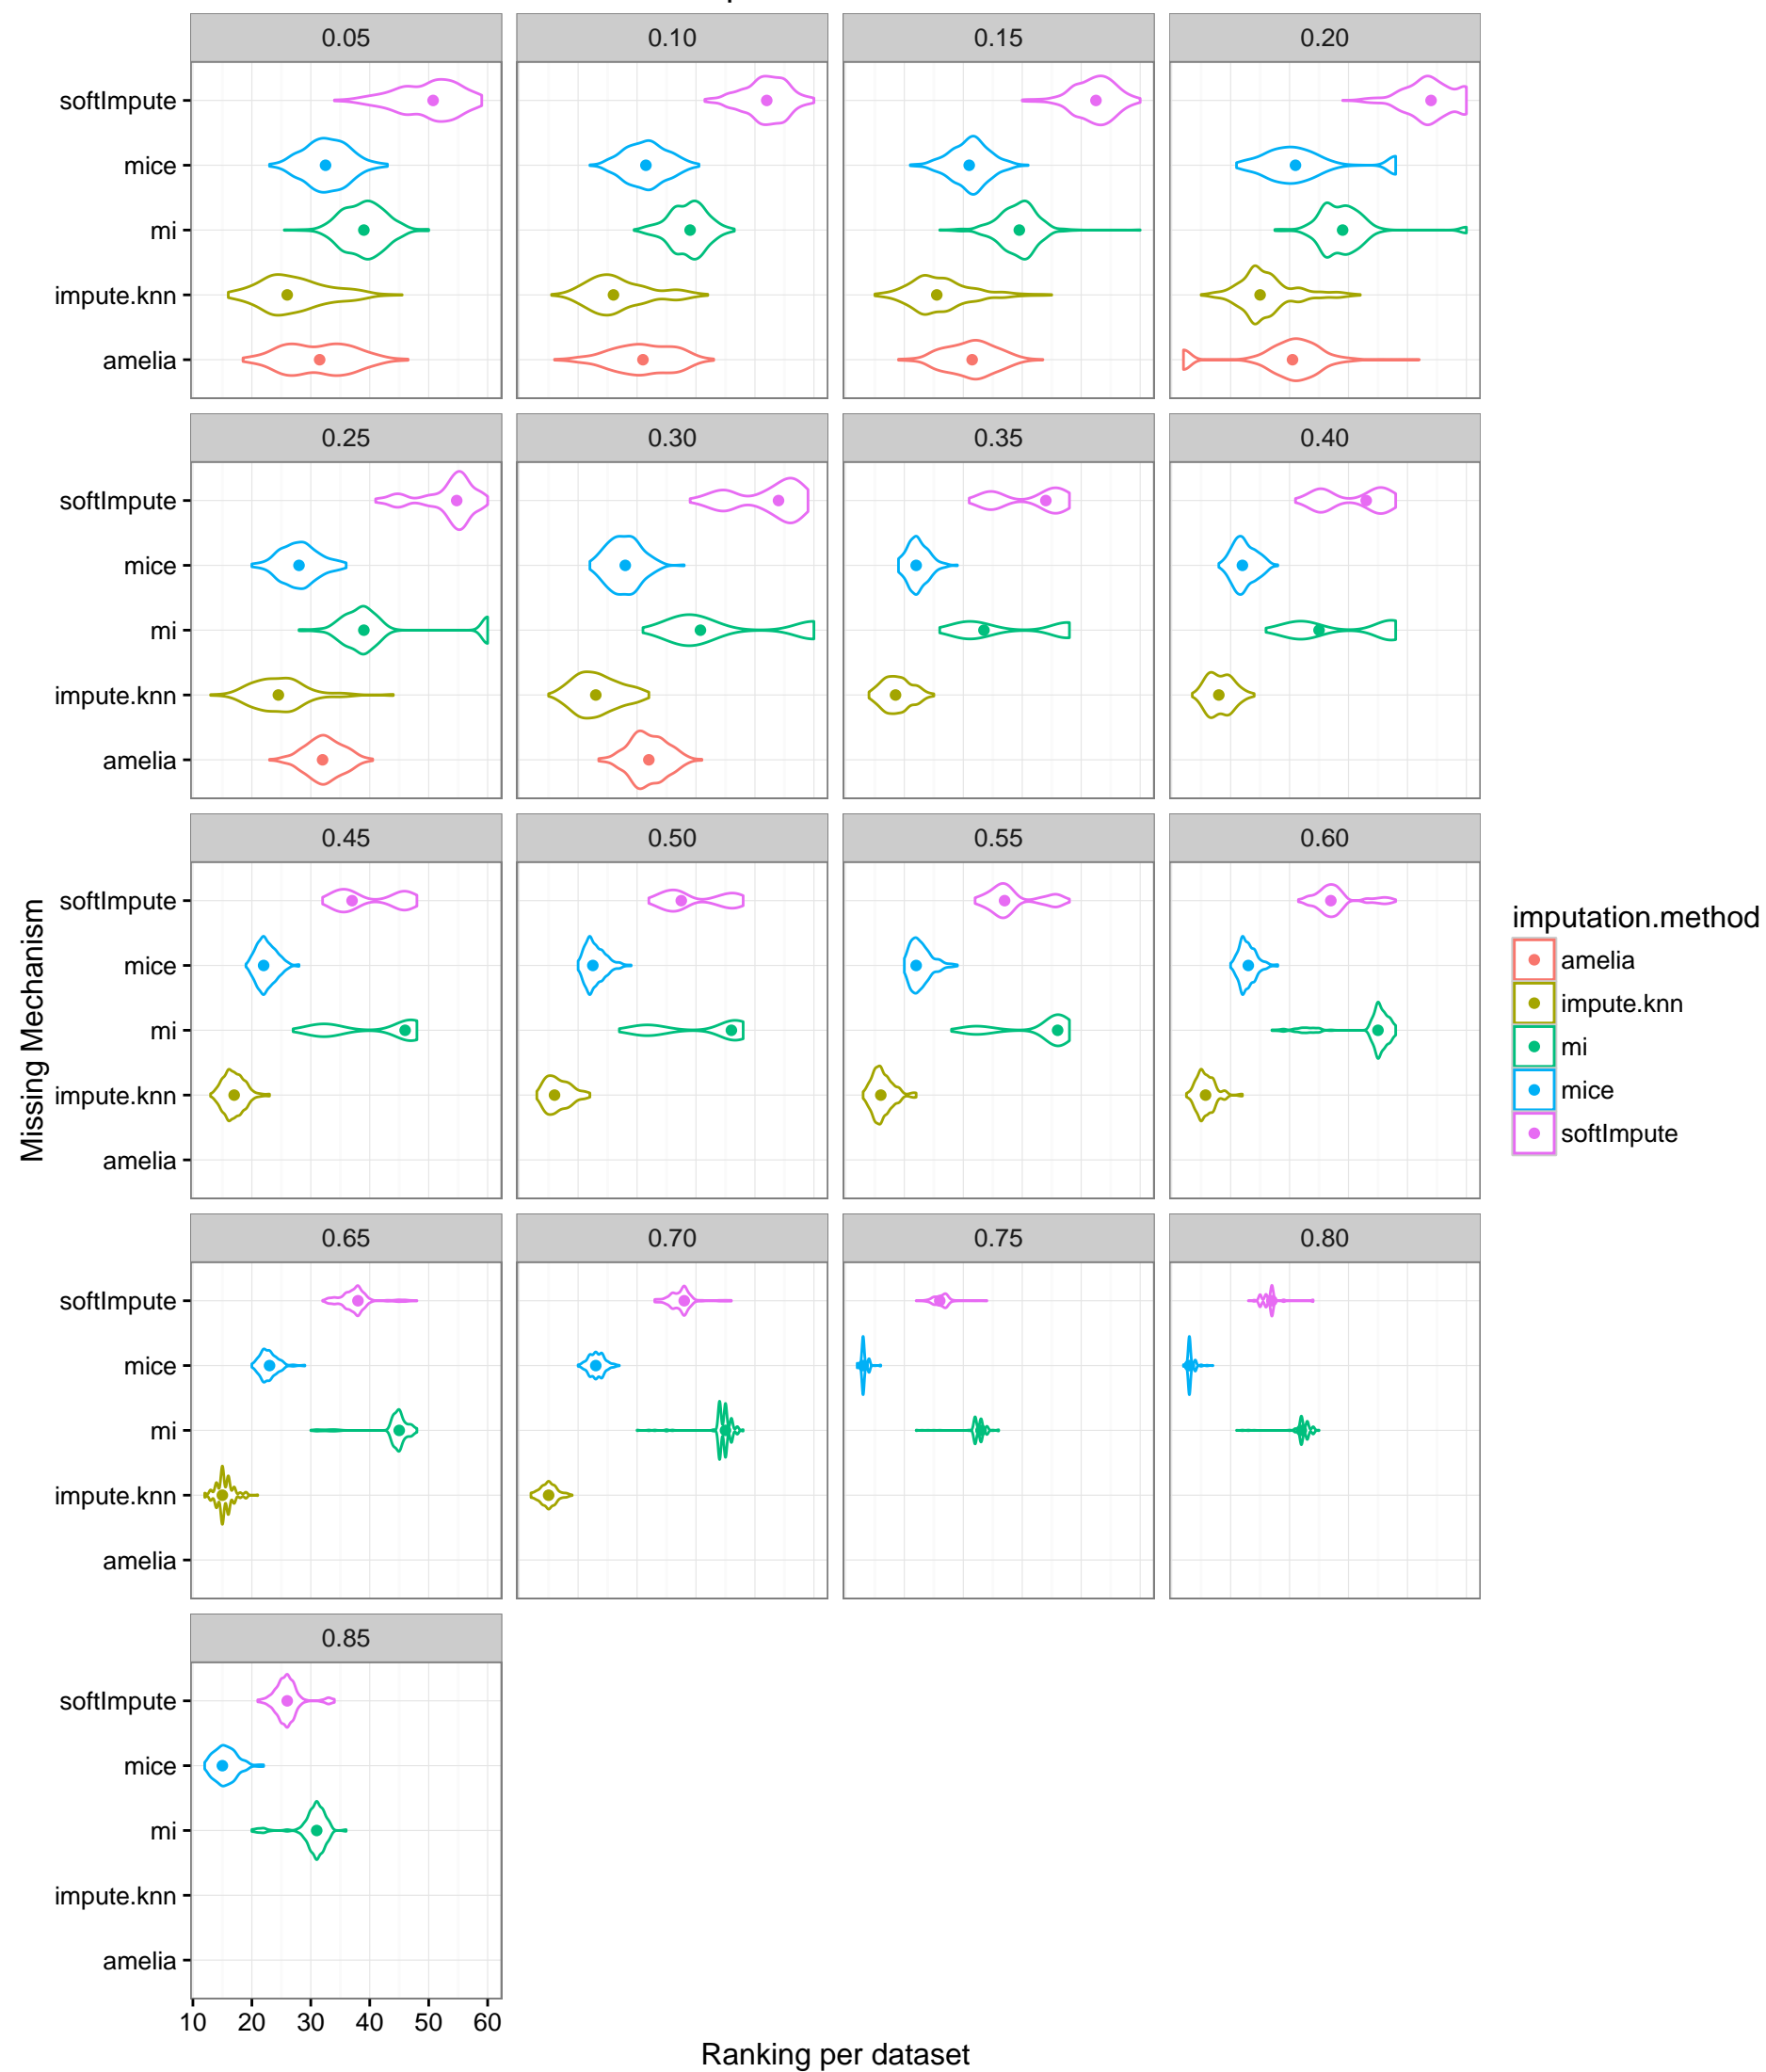 0.05 0.10 0.15 0.20
softImpute
mice
mi
impute.knn
amelia
0.25 0.30 0.35 0.40
softImpute
mice
mi
impute.knn
amelia
0.45 0.50 0.55 0.60
softImpute
mice
mi
impute.knn
amelia
Missing Mechanism
imputation.method
amelia
impute.knn
mi
mice
softImpute
0.65 0.70 0.75 0.80
softImpute
mice
mi
impute.knn
amelia
0.85
softImpute
mice
mi
impute.knn
amelia
10 20 30 40 50 60
Ranking per dataset